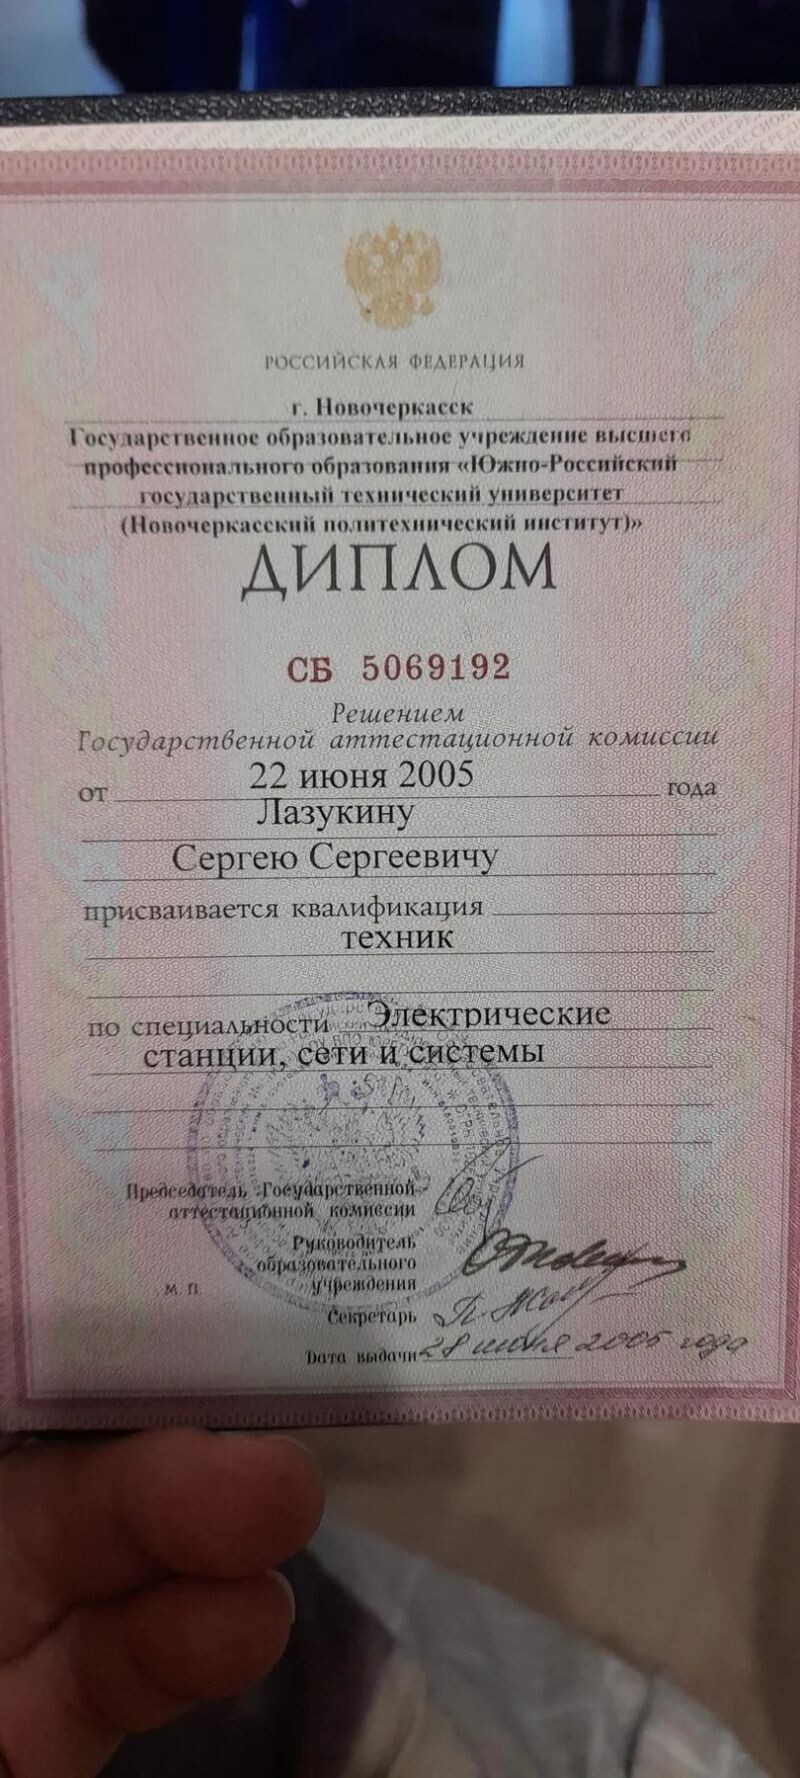 РОССИЙСКАЯ ФЕДЕРАЦИЯ
г. Новочеркасск
Государственное образовательное учреждение высшего
профессионального образования «Южно-Российский
государственный технический университет
(Новочеркасский политехнический институт)»
ДИПЛОМ
СБ 5069192
Решением
Государственной аттестационной комиссии
от 22 июня 2005 года
Лазукину
Сергею Сергеевичу
присваивается квалификация
техник
по специальности Электрические
станции, сети и системы
Председатель Государственной
аттестационной комиссии
Руководитель
образовательного
учреждения
М. П.
Секретарь
Дата выдачи 28 июня 2005 года